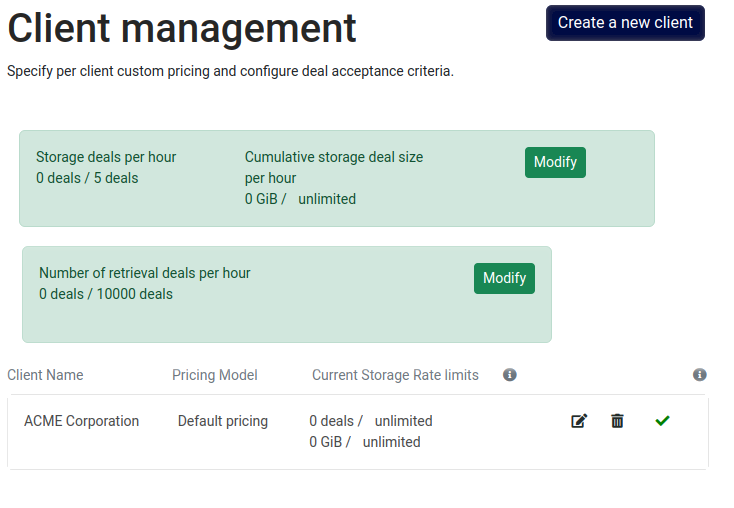 Client management
Create a new client
Specify per client custom pricing and configure deal acceptance criteria.
Storage deals per hour
0 deals / 5 deals
Cumulative storage deal size
per hour
0 GiB / unlimited
Modify
Number of retrieval deals per hour
0 deals / 10000 deals
Modify
Client Name Pricing Model Current Storage Rate limits
ACME Corporation Default pricing 0 deals / unlimited
0 GiB / unlimited